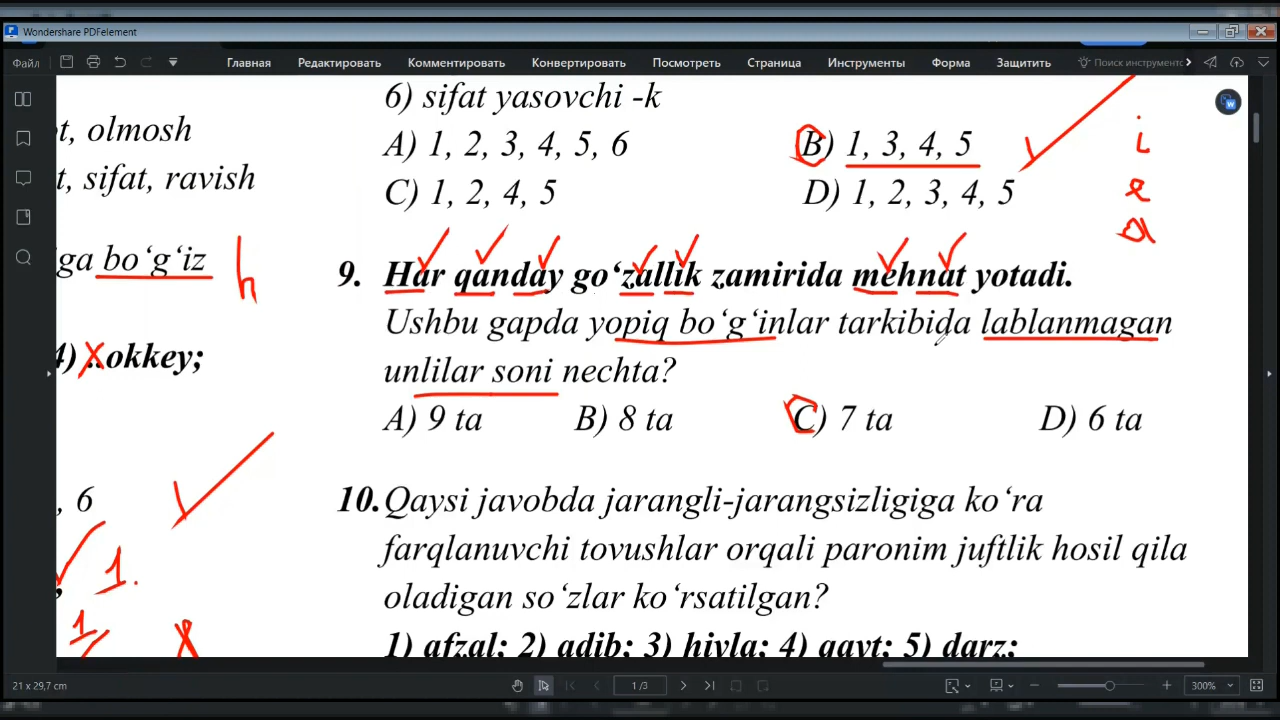 Wondershare PDFelement
Файл
Главная Редактировать Комментировать Конвертировать Посмотреть Страница Инструменты Форма Защитить Поиск инструментс
ot, olmosh
t, sifat, ravish
ga bo‘g‘iz h
4) X..okkey;
, 6
1.
1
6) sifat yasovchi -k
A) 1, 2, 3, 4, 5, 6 B) 1, 3, 4, 5
C) 1, 2, 4, 5 D) 1, 2, 3, 4, 5
i
e
a
9. Har qanday go‘zallik zamirida mehnat yotadi.
Ushbu gapda yopiq bo‘g‘inlar tarkibida lablanmagan
unlilar soni nechta?
A) 9 ta B) 8 ta C) 7 ta D) 6 ta
10. Qaysi javobda jarangli-jarangsizligiga ko‘ra
farqlanuvchi tovushlar orqali paronim juftlik hosil qila
oladigan so‘zlar ko‘rsatilgan?
1) afzal; 2) adib; 3) hiyla; 4) qayt; 5) darz;
21 x 29,7 cm 1 /3 300%